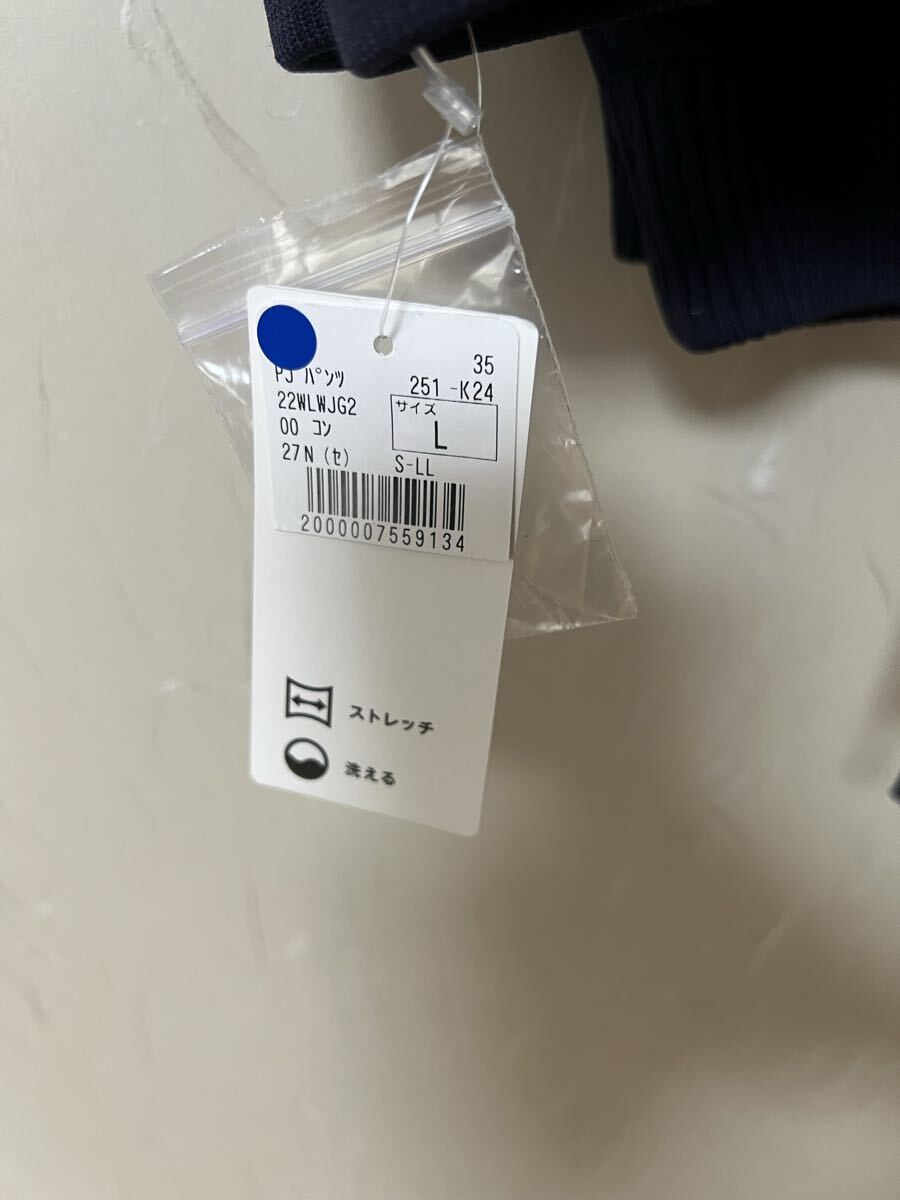 35
PJ パンツ 251 -K24
22WLWJG2 サイズ
00 コン L
27N (セ) S-LL
2000007559134
ストレッチ
洗える